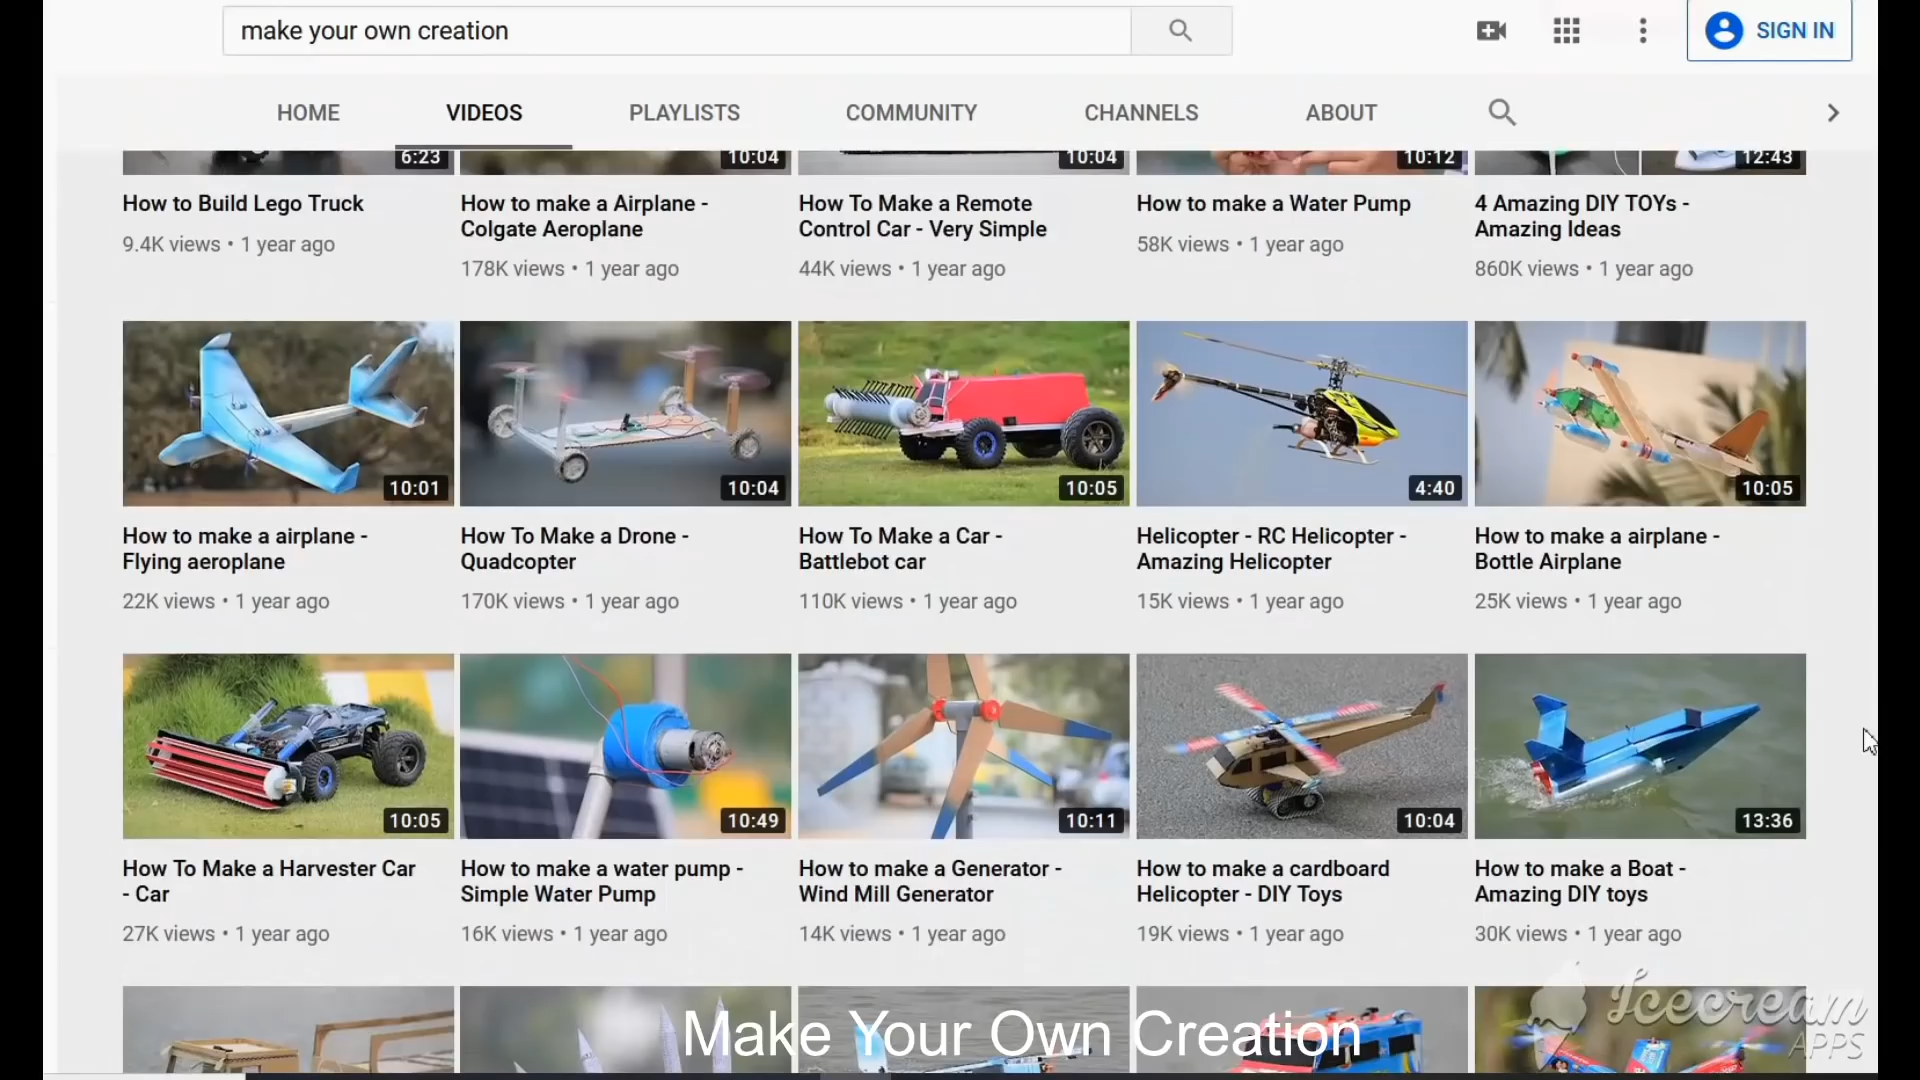 make your own creation
SIGN IN
HOME
VIDEOS
PLAYLISTS
COMMUNITY
CHANNELS
ABOUT
6:23
10:04
10:04
10:12
12:43
How to Build Lego Truck
9.4K views • 1 year ago
How to make a Airplane -
Colgate Aeroplane
178K views • 1 year ago
How To Make a Remote
Control Car - Very Simple
44K views • 1 year ago
How to make a Water Pump
58K views • 1 year ago
4 Amazing DIY TOYs -
Amazing Ideas
860K views • 1 year ago
10:01
10:04
10:05
4:40
10:05
How to make a airplane -
Flying aeroplane
22K views • 1 year ago
How To Make a Drone -
Quadcopter
170K views • 1 year ago
How To Make a Car -
Battlebot car
110K views • 1 year ago
Helicopter - RC Helicopter -
Amazing Helicopter
15K views • 1 year ago
How to make a airplane -
Bottle Airplane
25K views • 1 year ago
10:05
10:49
10:11
10:04
13:36
How To Make a Harvester Car
- Car
27K views • 1 year ago
How to make a water pump -
Simple Water Pump
16K views • 1 year ago
How to make a Generator -
Wind Mill Generator
14K views • 1 year ago
How to make a cardboard
Helicopter - DIY Toys
19K views • 1 year ago
How to make a Boat -
Amazing DIY toys
30K views • 1 year ago
Make Your Own Creation
Icecream
APPS